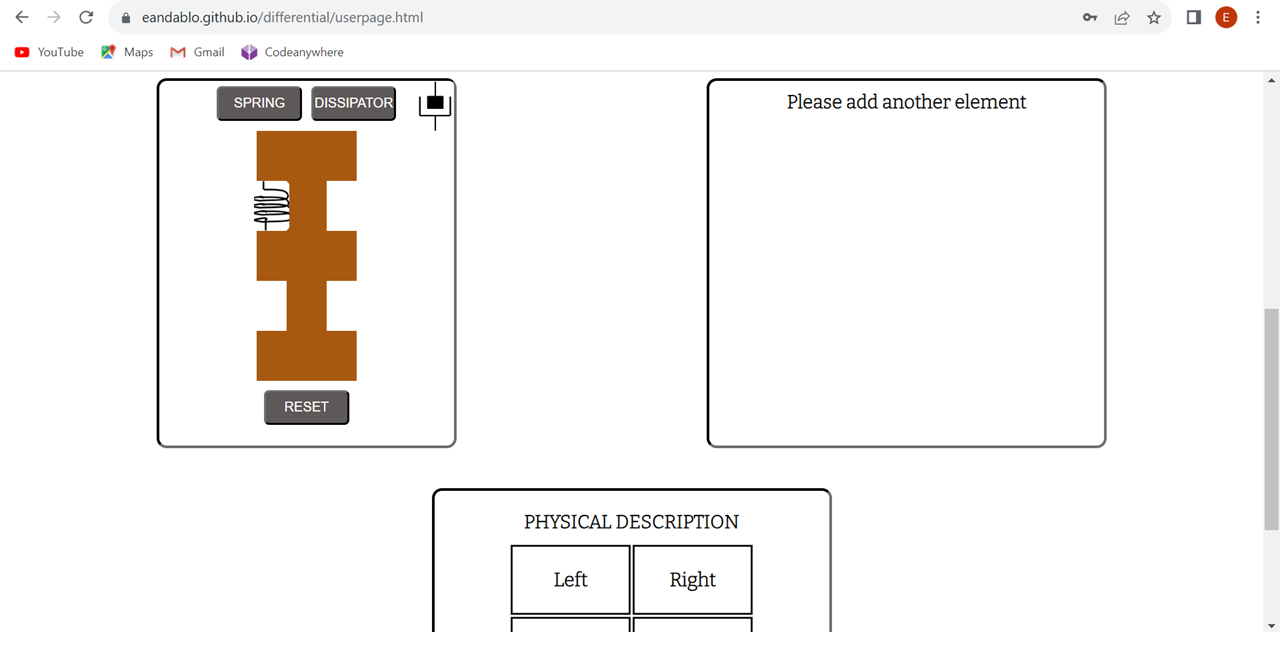 eandablo.github.io/differential/userpage.html
E
YouTube Maps Gmail Codeanywhere
SPRING DISSIPATOR
RESET
Please add another element
PHYSICAL DESCRIPTION
Left Right